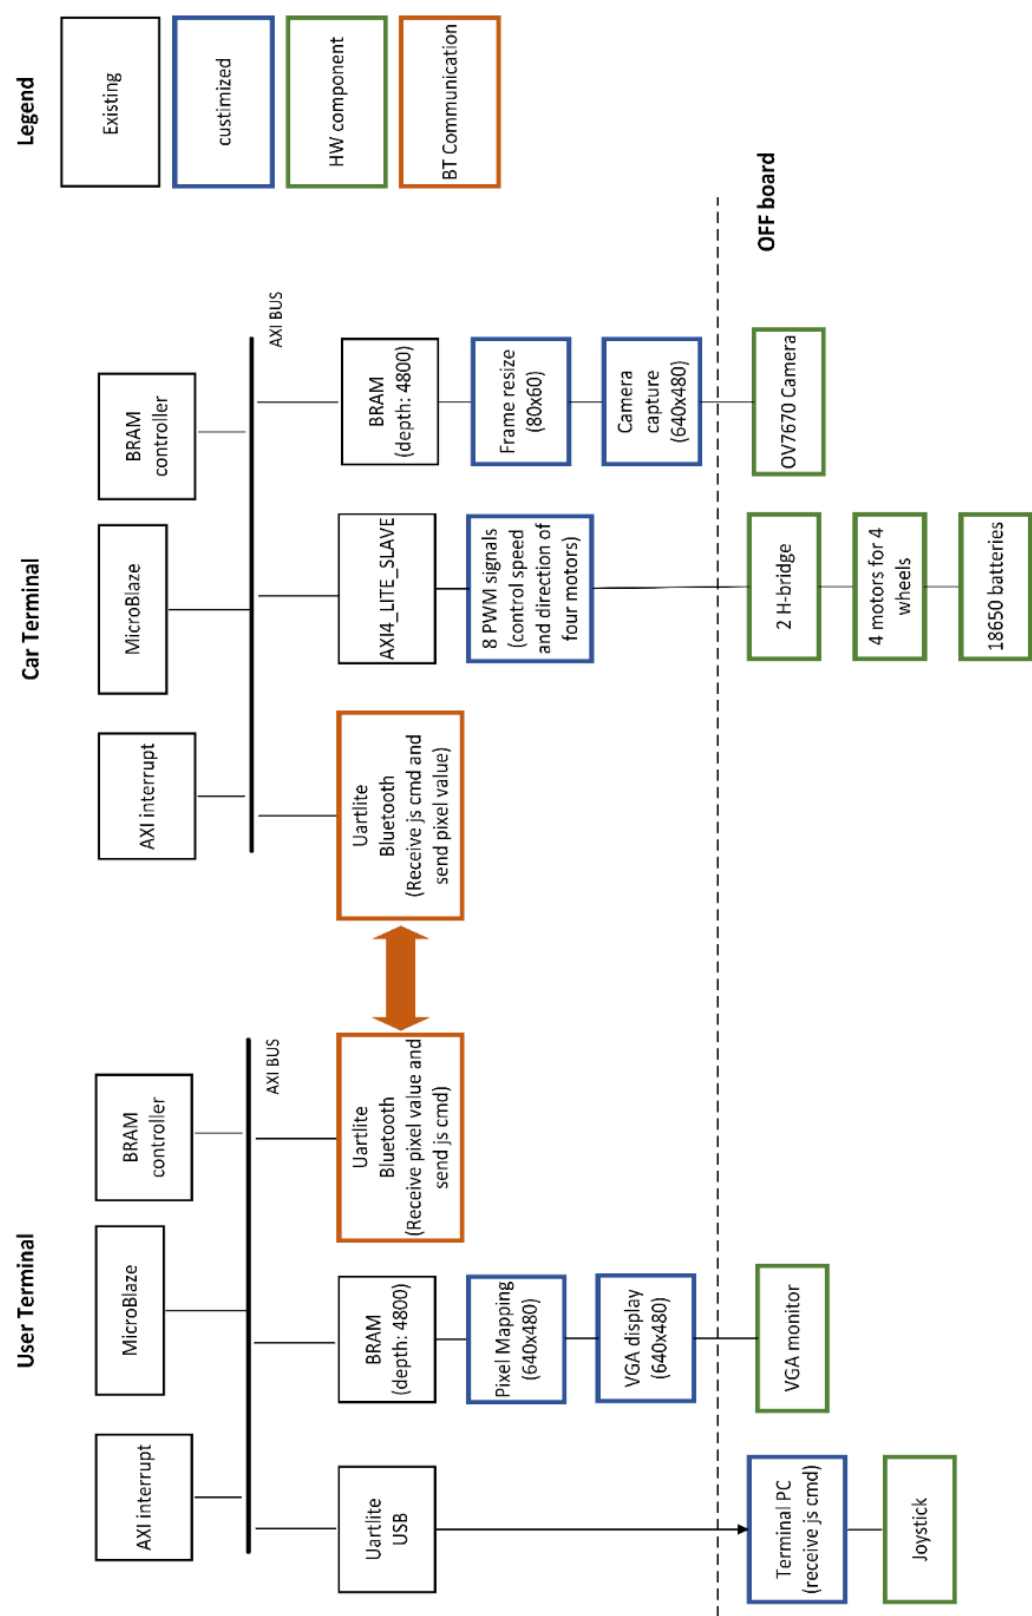 User Terminal
Car Terminal
Legend
AXI interrupt
MicroBlaze
BRAM
controller
AXI BUS
Uartlite
USB
BRAM
(depth: 4800)
Uartlite
Bluetooth
(Receive pixel value and
send js cmd)
Pixel Mapping
(640x480)
VGA display
(640x480)
Terminal PC
(receive js cmd)
VGA monitor
Joystick
AXI interrupt
MicroBlaze
BRAM
controller
AXI BUS
Uartlite
Bluetooth
(Receive js cmd and
send pixel value)
AXI4_LITE_SLAVE
BRAM
(depth: 4800)
8 PWM signals
(control speed
and direction of
four motors)
Frame resize
(80x60)
Camera
capture
(640x480)
2 H-bridge
OV7670 Camera
4 motors for 4
wheels
18650 batteries
Existing
custimized
HW component
BT Communication
OFF board